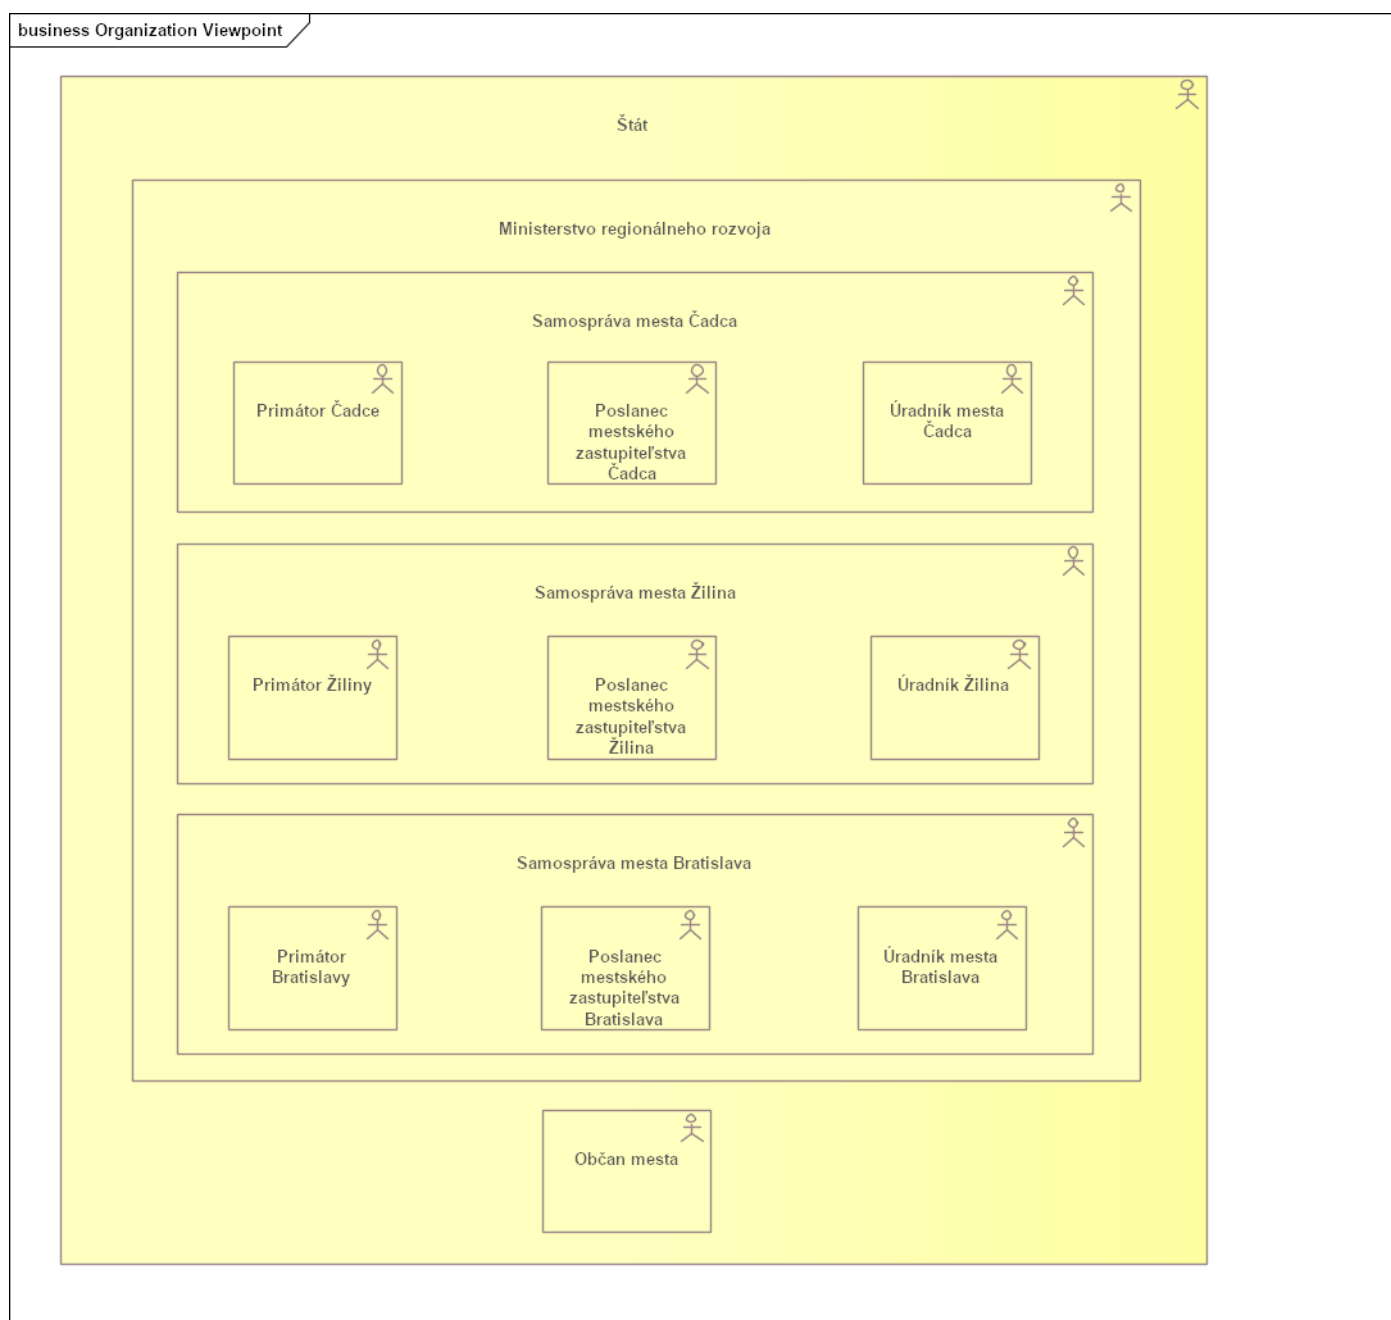 business Organization Viewpoint
Štát
Ministerstvo regionálneho rozvoja
Samospráva mesta Čadca
Primátor Čadce
Poslanec
mestského
zastupiteľstva
Čadca
Úradník mesta
Čadca
Samospráva mesta Žilina
Primátor Žiliny
Poslanec
mestského
zastupiteľstva
Žilina
Úradník Žilina
Samospráva mesta Bratislava
Primátor
Bratislavy
Poslanec
mestského
zastupiteľstva
Bratislava
Úradník mesta
Bratislava
Občan mesta